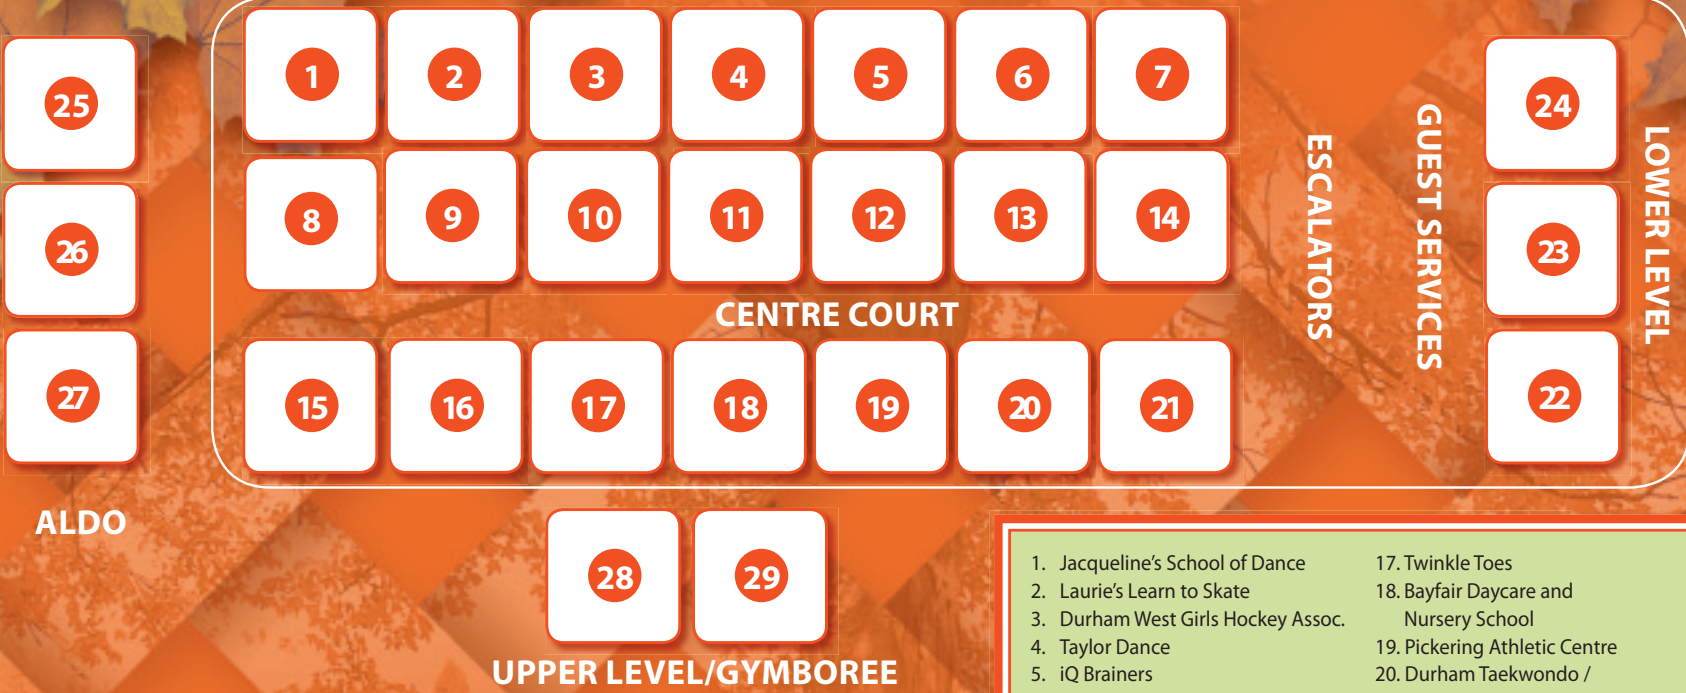 1
2
3
4
5
6
7
25
24
8
9
10
11
12
13
14
26
23
ESCALATORS
GUEST SERVICES
LOWER LEVEL
CENTRE COURT
27
15
16
17
18
19
20
21
22
ALDO
28
29
UPPER LEVEL/GYMBOREE
1. Jacqueline’s School of Dance
2. Laurie’s Learn to Skate
3. Durham West Girls Hockey Assoc.
4. Taylor Dance
5. iQ Brainers
17. Twinkle Toes
18. Bayfair Daycare and
Nursery School
19. Pickering Athletic Centre
20. Durham Taekwondo /